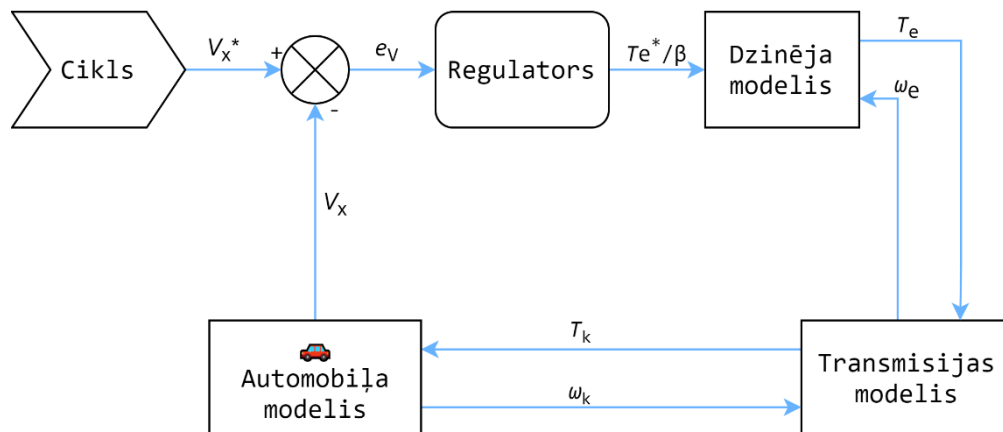 Cikls
Vx*
+
-
eV
Regulators
Te*/β
Dzinēja
modelis
Te
ωe
Vx
Automobiļa
modelis
Tk
ωk
Transmisijas
modelis